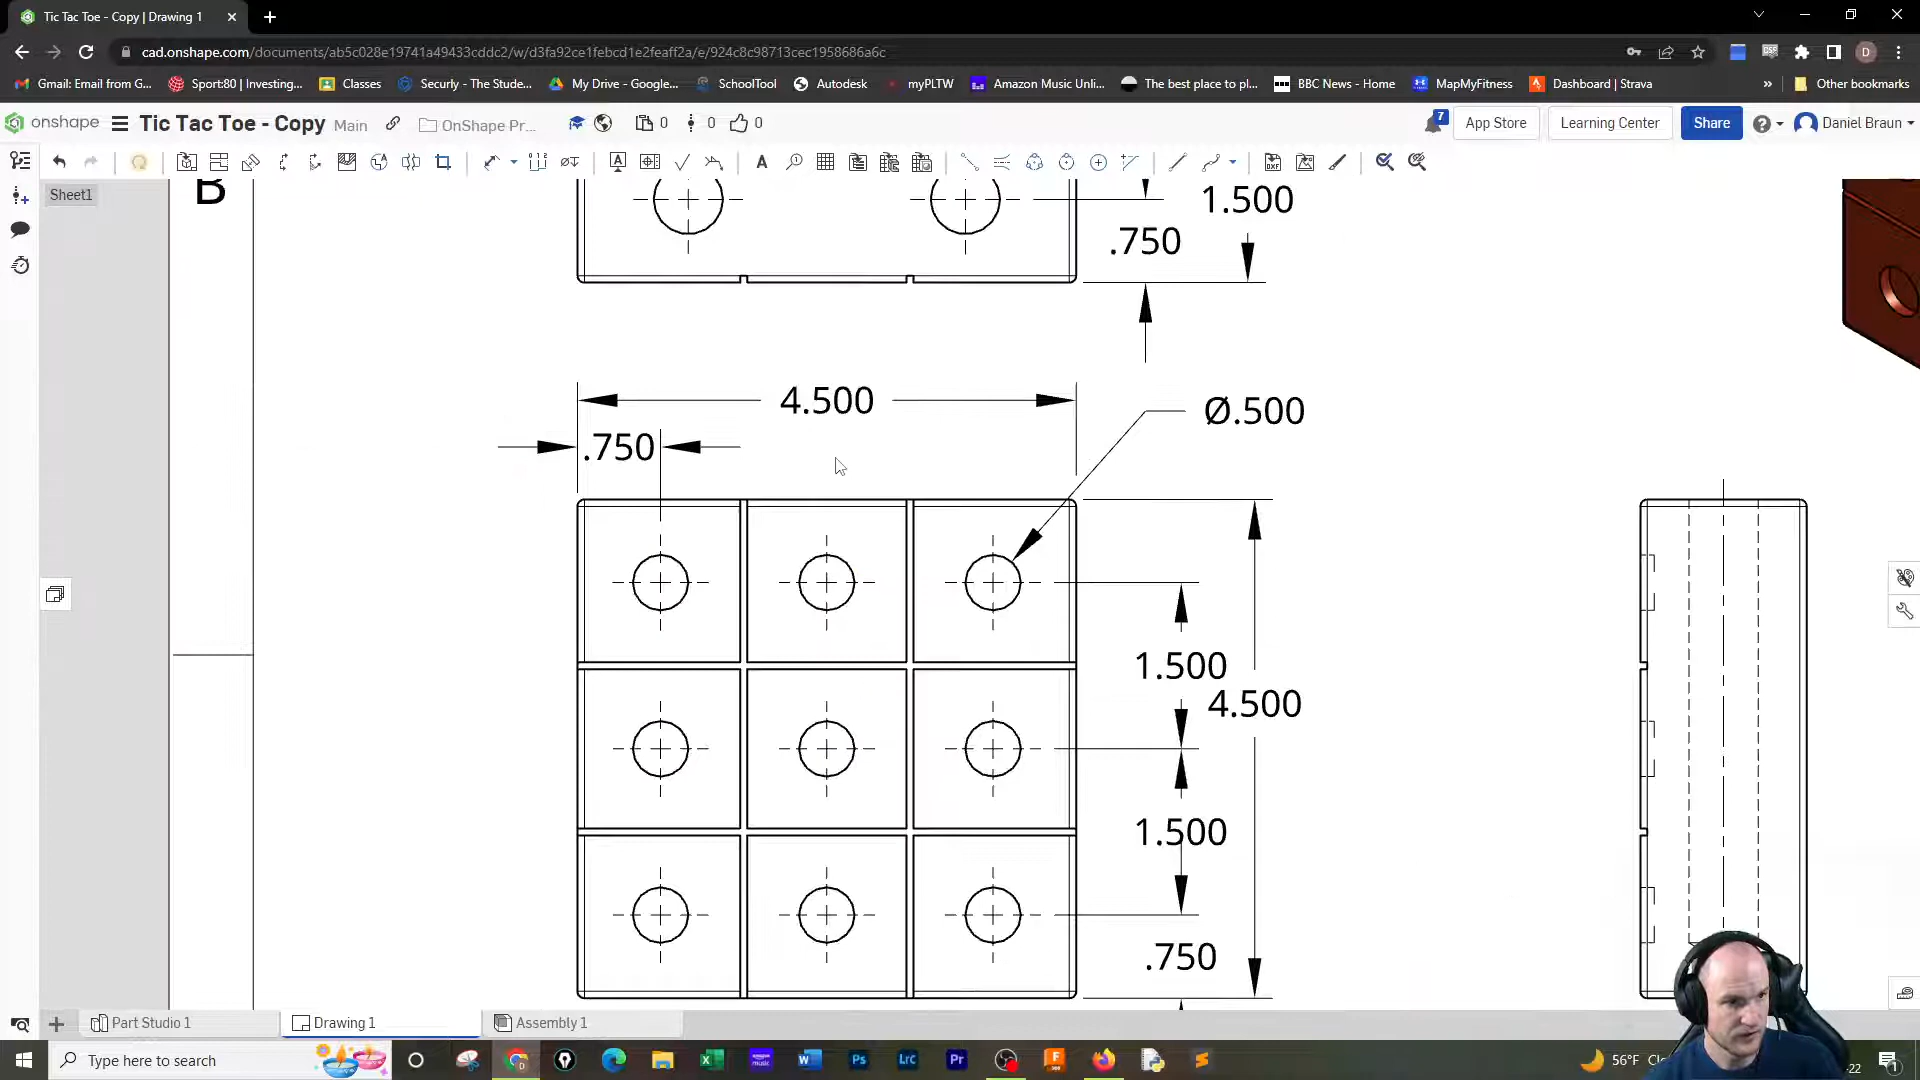 Tic Tac Toe - Copy | Drawing 1
cad.onshape.com/documents/ab5c028e19741a49433cddc2/w/d3fa92ce1febcd1e2feaff2a/e/924c8c98713cec1958686a6c
D
Gmail: Email from G...
Sport:80 | Investing...
Classes
Securly - The Stude...
My Drive - Google...
SchoolTool
Autodesk
myPLTW
Amazon Music Unli...
The best place to pl...
BBC News - Home
MapMyFitness
Dashboard | Strava
»
Other bookmarks
onshape
Tic Tac Toe - Copy
Main
OnShape Pr...
0
0
0
7
App Store
Learning Center
Share
Daniel Braun
Sheet1
B
1.500
.750
4.500
Ø.500
.750
1.500
4.500
1.500
.750
Part Studio 1
Drawing 1
Assembly 1
Type here to search
56°F
-22
1